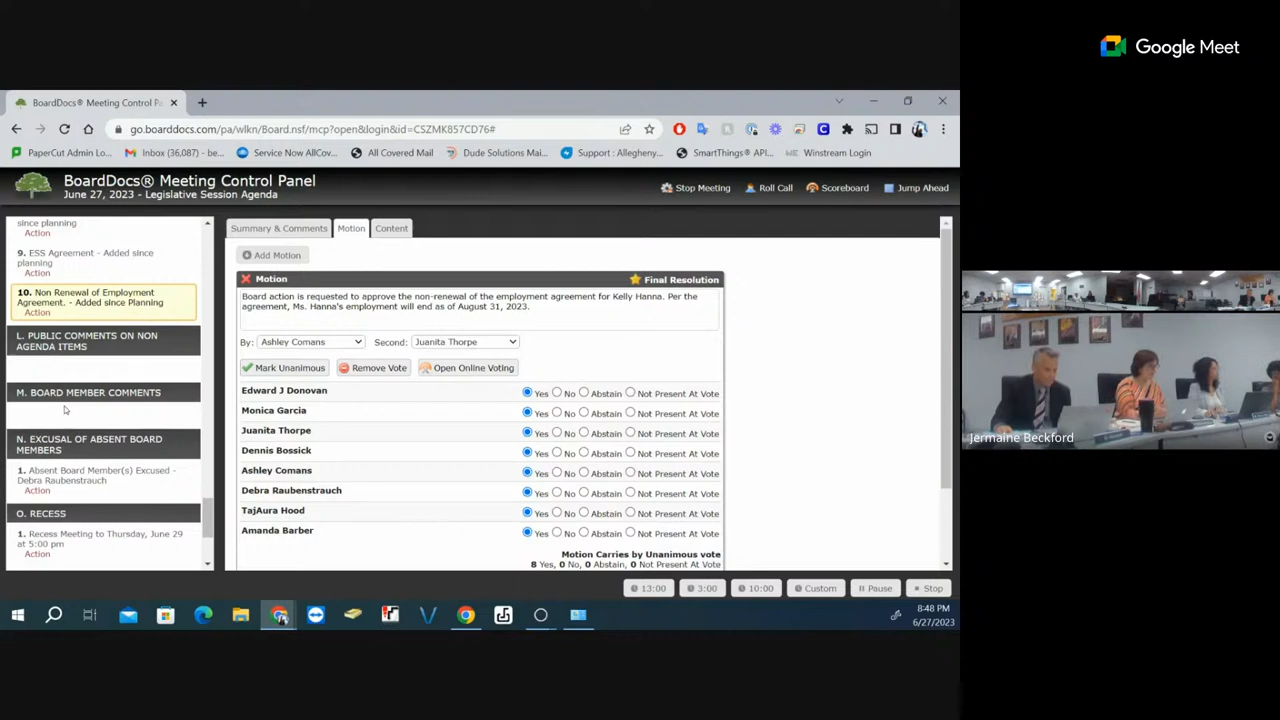 Google Meet
BoardDocs® Meeting Control Pa
go.boarddocs.com/pa/wlkn/Board.nsf/mcp?open&login&id=CSZMK857CD76#
PaperCut Admin Lo...
Inbox (36,087) - be...
Service Now AllCov...
All Covered Mail
Dude Solutions Mai...
Support : Allegheny...
SmartThings® API...
Winstream Login
BoardDocs® Meeting Control Panel
June 27, 2023 - Legislative Session Agenda
Stop Meeting
Roll Call
Scoreboard
Jump Ahead
since planning
Action
9. ESS Agreement - Added since
planning
Action
10. Non Renewal of Employment
Agreement. - Added since Planning
Action
L. PUBLIC COMMENTS ON NON
AGENDA ITEMS
M. BOARD MEMBER COMMENTS
N. EXCUSAL OF ABSENT BOARD
MEMBERS
1. Absent Board Member(s) Excused -
Debra Raubenstrauch
Action
O. RECESS
1. Recess Meeting to Thursday, June 29
at 5:00 pm
Action
Summary & Comments
Motion
Content
Add Motion
Motion
Final Resolution
Board action is requested to approve the non-renewal of the employment agreement for Kelly Hanna. Per the
agreement, Ms. Hanna's employment will end as of August 31, 2023.
By: Ashley Comans Second: Juanita Thorpe
Mark Unanimous
Remove Vote
Open Online Voting
Edward J Donovan Yes No Abstain Not Present At Vote
Monica Garcia Yes No Abstain Not Present At Vote
Juanita Thorpe Yes No Abstain Not Present At Vote
Dennis Bossick Yes No Abstain Not Present At Vote
Ashley Comans Yes No Abstain Not Present At Vote
Debra Raubenstrauch Yes No Abstain Not Present At Vote
TajAura Hood Yes No Abstain Not Present At Vote
Amanda Barber Yes No Abstain Not Present At Vote
Motion Carries by Unanimous vote
8 Yes, 0 No, 0 Abstain, 0 Not Present At Vote
13:00
3:00
10:00
Custom
Pause
Stop
8:48 PM
6/27/2023
Jermaine Beckford